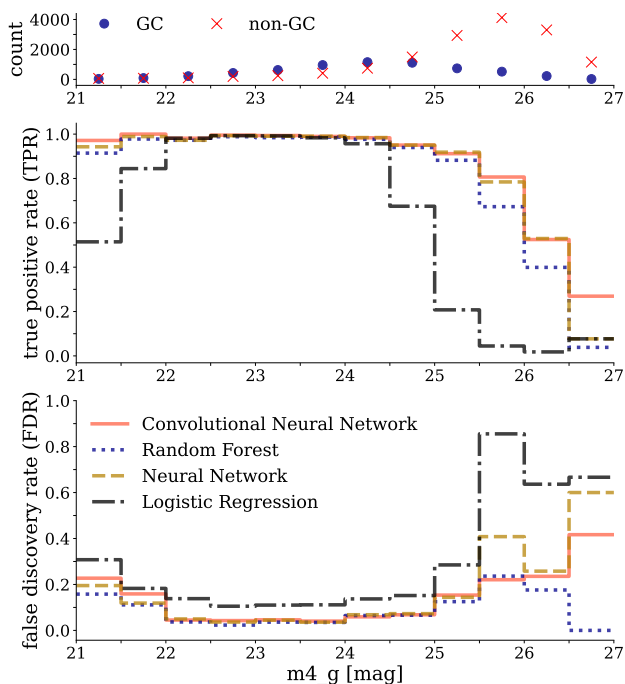 GC
non-GC
count
4000
2000
0
21 22 23 24 25 26 27
true positive rate (TPR)
1.0
0.8
0.6
0.4
0.2
0.0
21 22 23 24 25 26 27
false discovery rate (FDR)
1.0
0.8
0.6
0.4
0.2
0.0
Convolutional Neural Network
Random Forest
Neural Network
Logistic Regression
21 22 23 24 25 26 27
m4_g [mag]